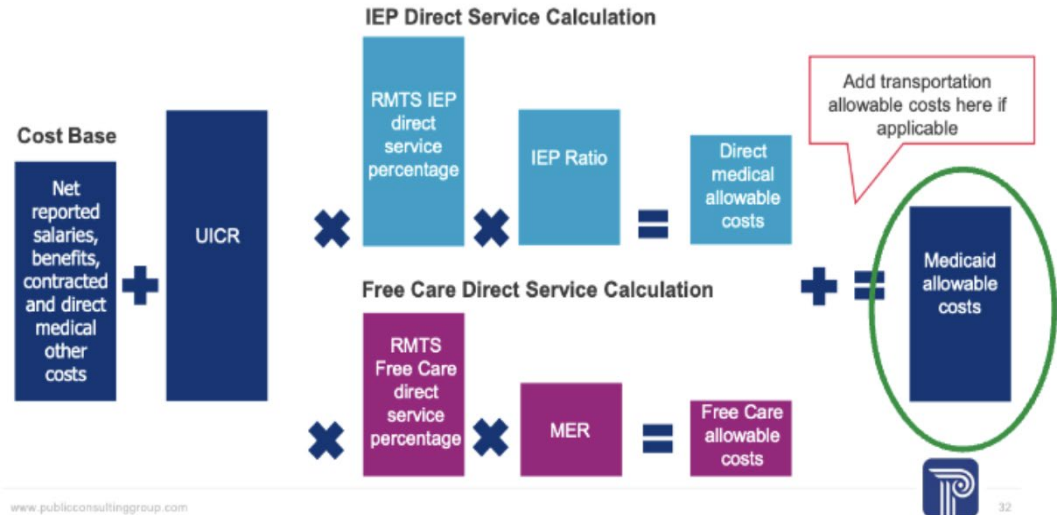 IEP Direct Service Calculation
Cost Base
Net
reported
salaries,
benefits,
contracted
and direct
medical
other
costs
UICR
RMTS IEP
direct
service
percentage
IEP Ratio
Direct
medical
allowable
costs
Add transportation
allowable costs here if
applicable
Free Care Direct Service Calculation
RMTS
Free Care
direct
service
percentage
MER
Free Care
allowable
costs
Medicaid
allowable
costs
www.publicconsultinggroup.com
32